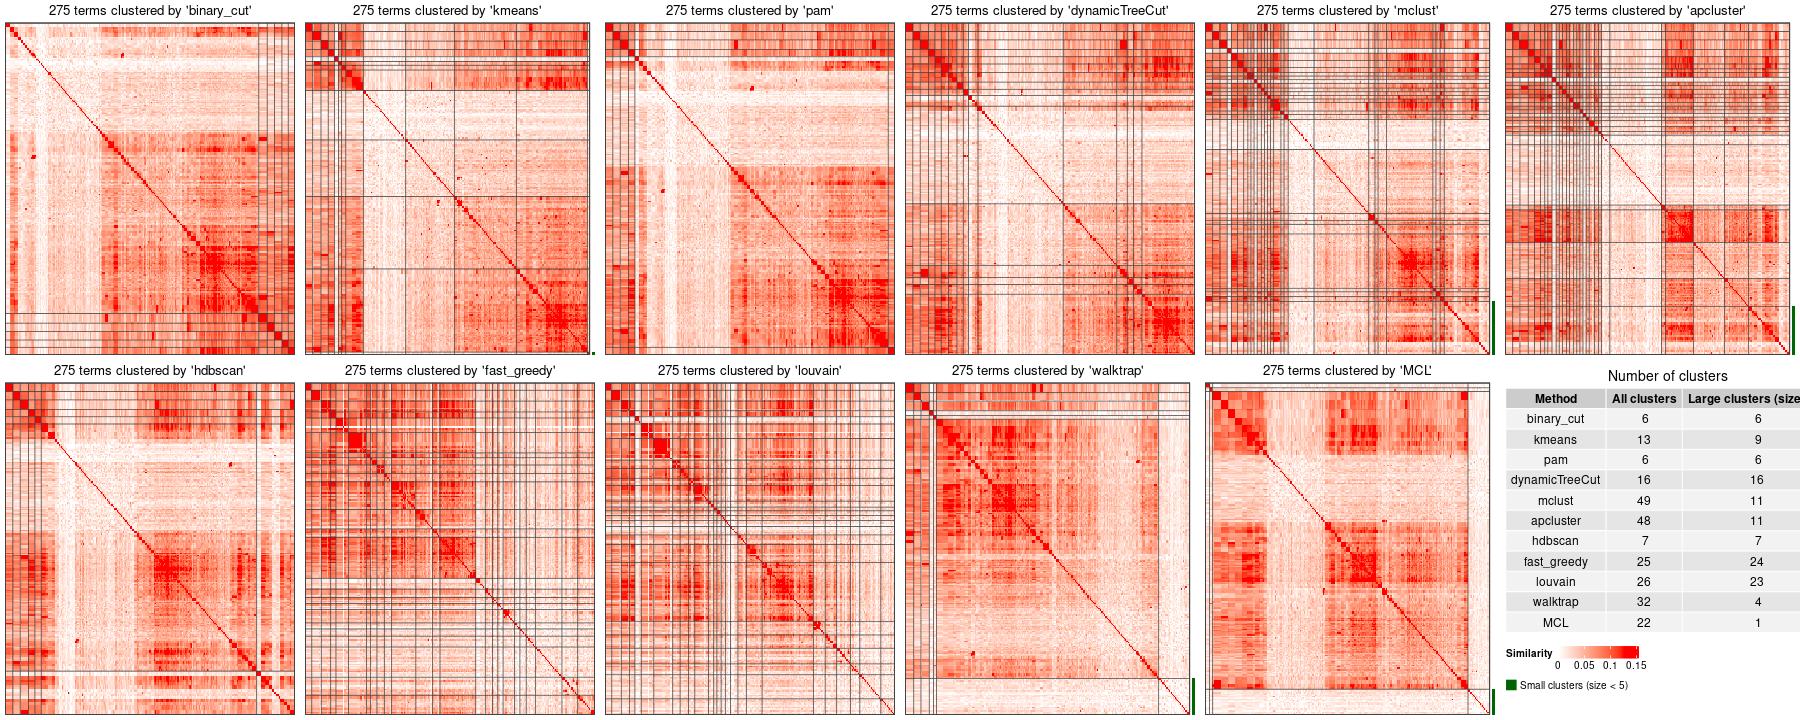 275 terms clustered by 'binary_cut'
275 terms clustered by 'kmeans'
275 terms clustered by 'pam'
275 terms clustered by 'dynamicTreeCut'
275 terms clustered by 'mclust'
275 terms clustered by 'apcluster'
275 terms clustered by 'hdbscan'
275 terms clustered by 'fast_greedy'
275 terms clustered by 'louvain'
275 terms clustered by 'walktrap'
275 terms clustered by 'MCL'
Number of clusters
Method All clusters Large clusters (size
binary_cut 6 6
kmeans 13 9
pam 6 6
dynamicTreeCut 16 16
mclust 49 11
apcluster 48 11
hdbscan 7 7
fast_greedy 25 24
louvain 26 23
walktrap 32 4
MCL 22 1
Similarity
0 0.05 0.1 0.15
Small clusters (size < 5)